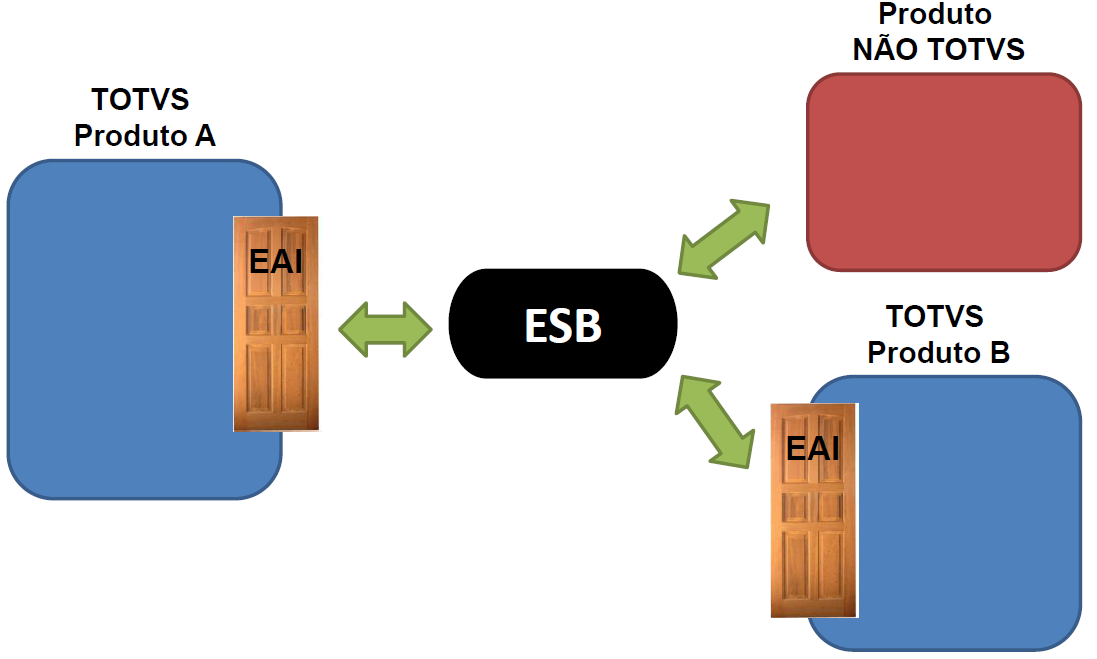 TOTVS
Produto A
EAI
ESB
Produto
NÃO TOTVS
TOTVS
Produto B
EAI